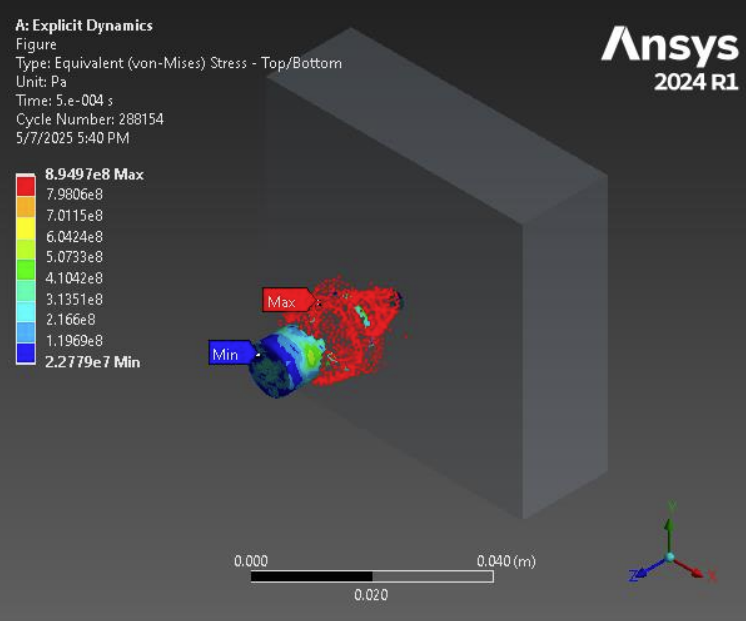 A: Explicit Dynamics
Figure
Type: Equivalent (von-Mises) Stress - Top/Bottom
Unit: Pa
Time: 5.e-004 s
Cycle Number: 288154
5/7/2025 5:40 PM
Ansys
2024 R1
8.9497e8 Max
7.9806e8
7.0115e8
6.0424e8
5.0733e8
4.1042e8
3.1351e8
2.166e8
1.1969e8
2.2779e7 Min
Max
Min
0.000
0.040 (m)
0.020
Y
Z
X